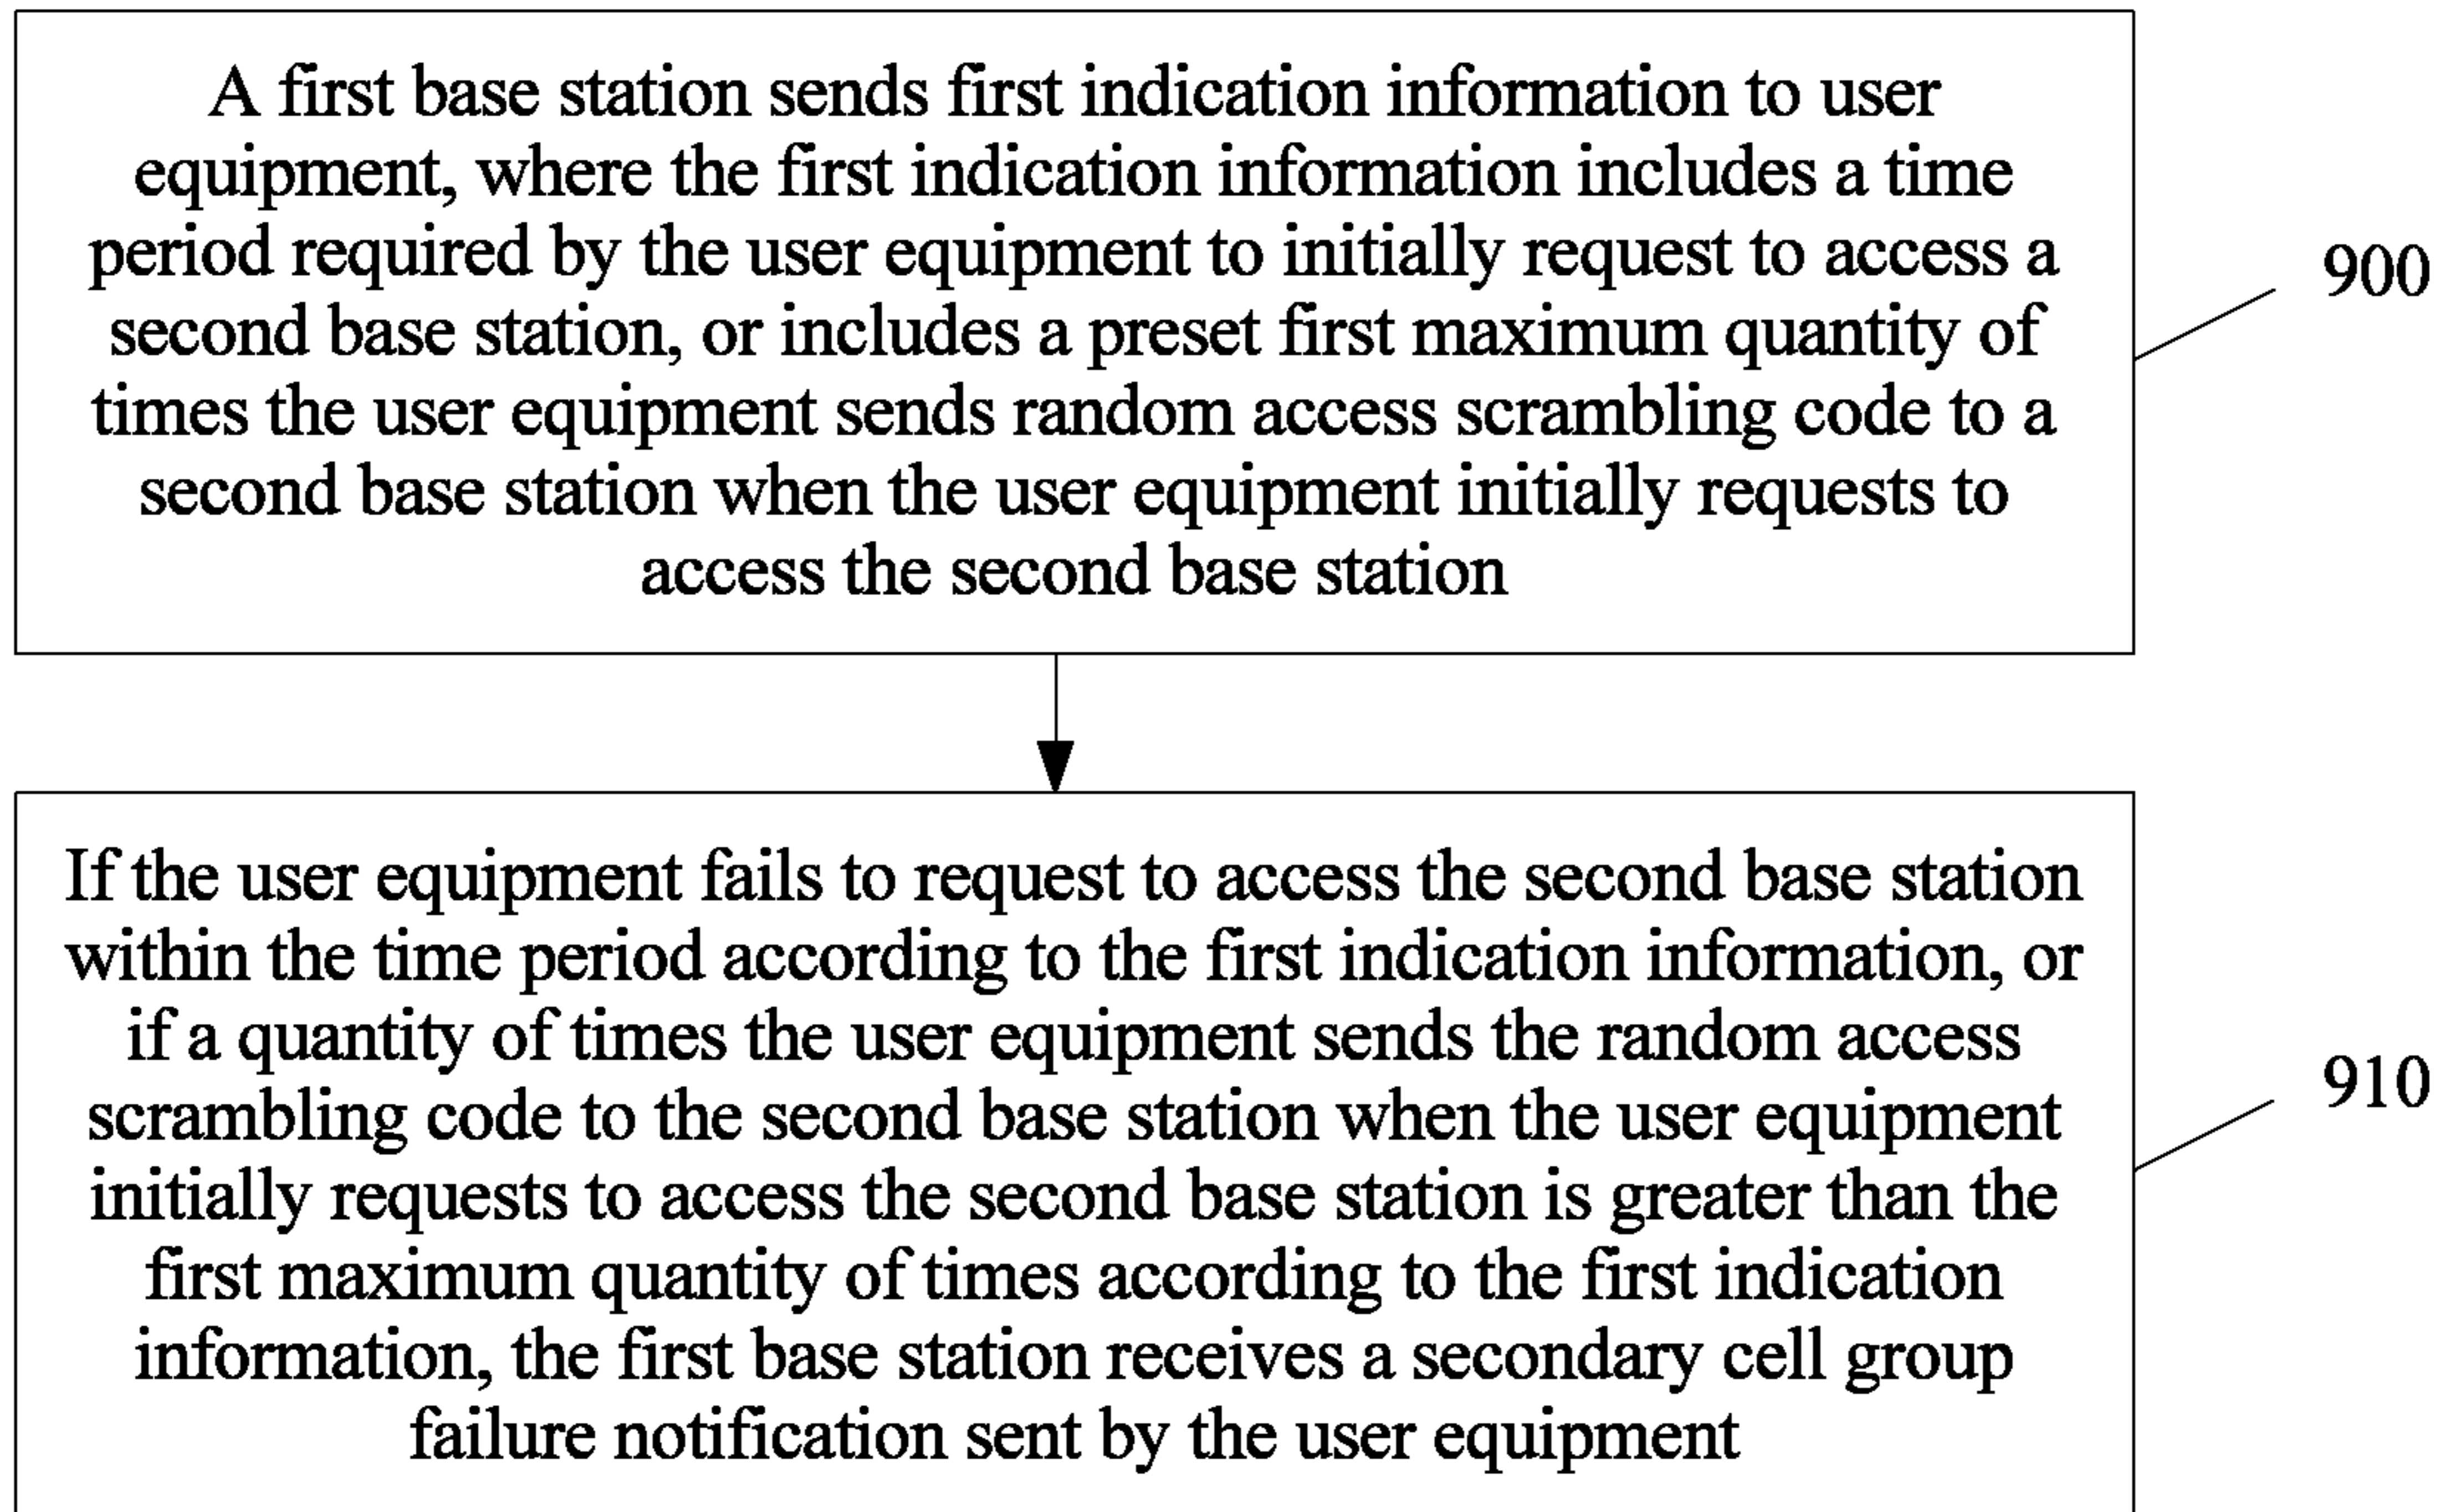 A first base station sends first indication information to user
equipment, where the first indication information includes a time
period required by the user equipment to initially request to access a
second base station, or includes a preset first maximum quantity of
times the user equipment sends random access scrambling code to a
second base station when the user equipment initially requests to
access the second base station
900
If the user equipment fails to request to access the second base station
within the time period according to the first indication information, or
if a quantity of times the user equipment sends the random access
scrambling code to the second base station when the user equipment
initially requests to access the second base station is greater than the
first maximum quantity of times according to the first indication
information, the first base station receives a secondary cell group
failure notification sent by the user equipment
910